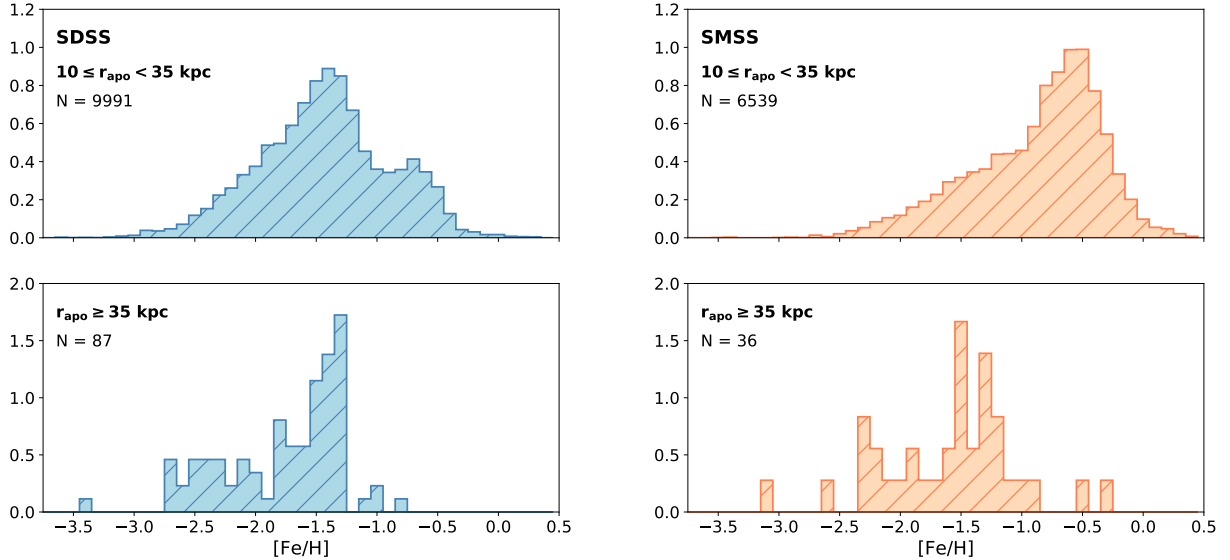 1.2
1.0
0.8
0.6
0.4
0.2
0.0
SDSS
10 ≤ r_apo < 35 kpc
N = 9991
1.2
1.0
0.8
0.6
0.4
0.2
0.0
SMSS
10 ≤ r_apo < 35 kpc
N = 6539
2.0
1.5
1.0
0.5
0.0
r_apo ≥ 35 kpc
N = 87
−3.5 −3.0 −2.5 −2.0 −1.5 −1.0 −0.5 0.0 0.5
[Fe/H]
2.0
1.5
1.0
0.5
0.0
r_apo ≥ 35 kpc
N = 36
−3.5 −3.0 −2.5 −2.0 −1.5 −1.0 −0.5 0.0 0.5
[Fe/H]